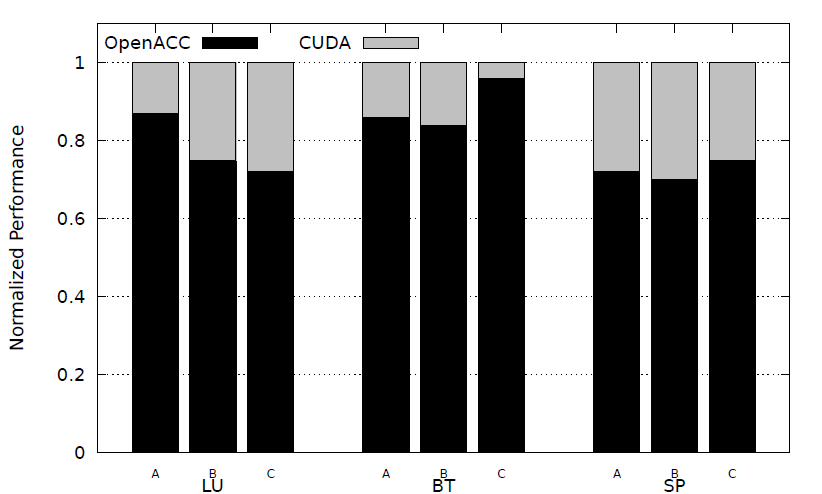 OpenACC CUDA
1
0.8
0.6
0.4
0.2
0
Normalized Performance
A B C A B C A B C
LU BT SP